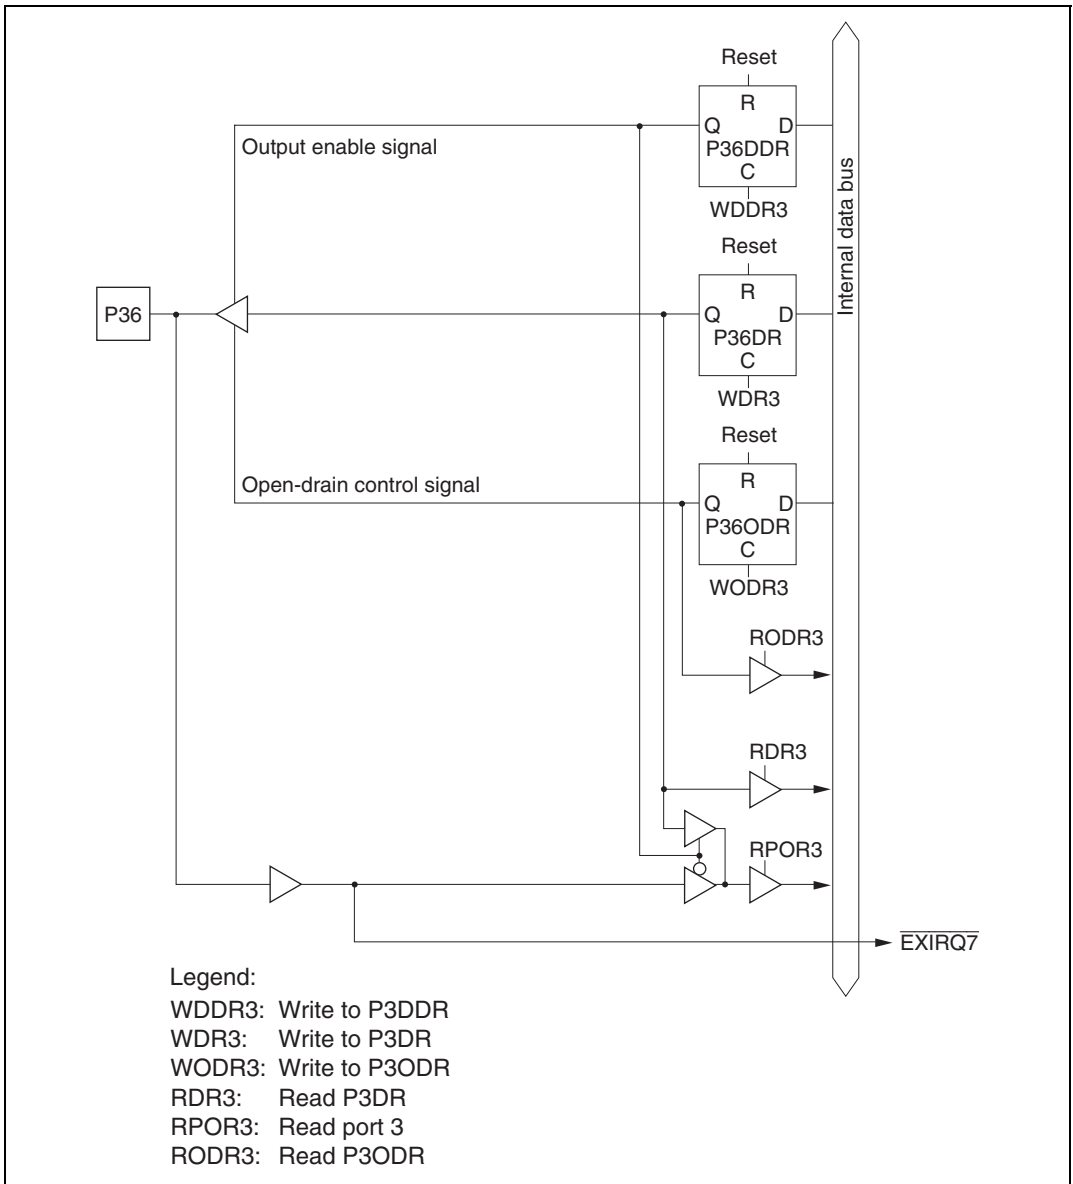 Reset
R
Output enable signal
Q D
P36DDR
C
WDDR3
Internal data bus
Reset
R
P36
Q D
P36DR
C
WDR3
Reset
R
Open-drain control signal
Q D
P36ODR
C
WODR3
RODR3
RDR3
RPOR3
EXIRQ7
Legend:
WDDR3: Write to P3DDR
WDR3: Write to P3DR
WODR3: Write to P3ODR
RDR3: Read P3DR
RPOR3: Read port 3
RODR3: Read P3ODR